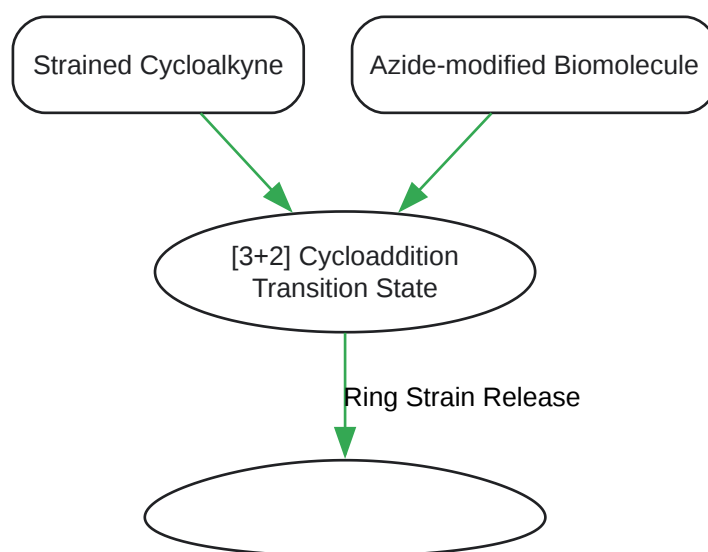 Strained Cycloalkyne
Azide-modified Biomolecule
[3+2] Cycloaddition
Transition State
Ring Strain Release